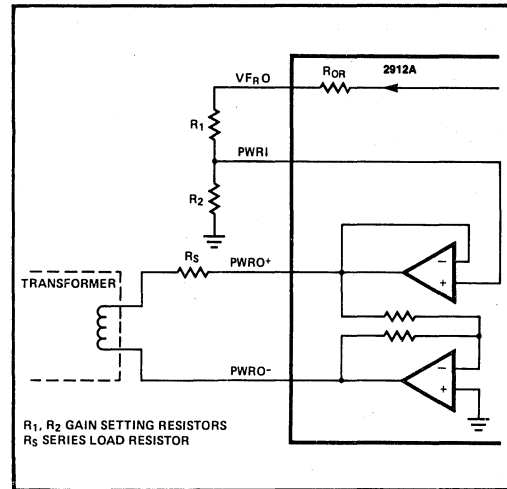 VFRO
ROR
2912A
R1
PWRI
R2
RS
PWRO+
TRANSFORMER
PWRO-
R1, R2 GAIN SETTING RESISTORS
RS SERIES LOAD RESISTOR
-
+
-
+